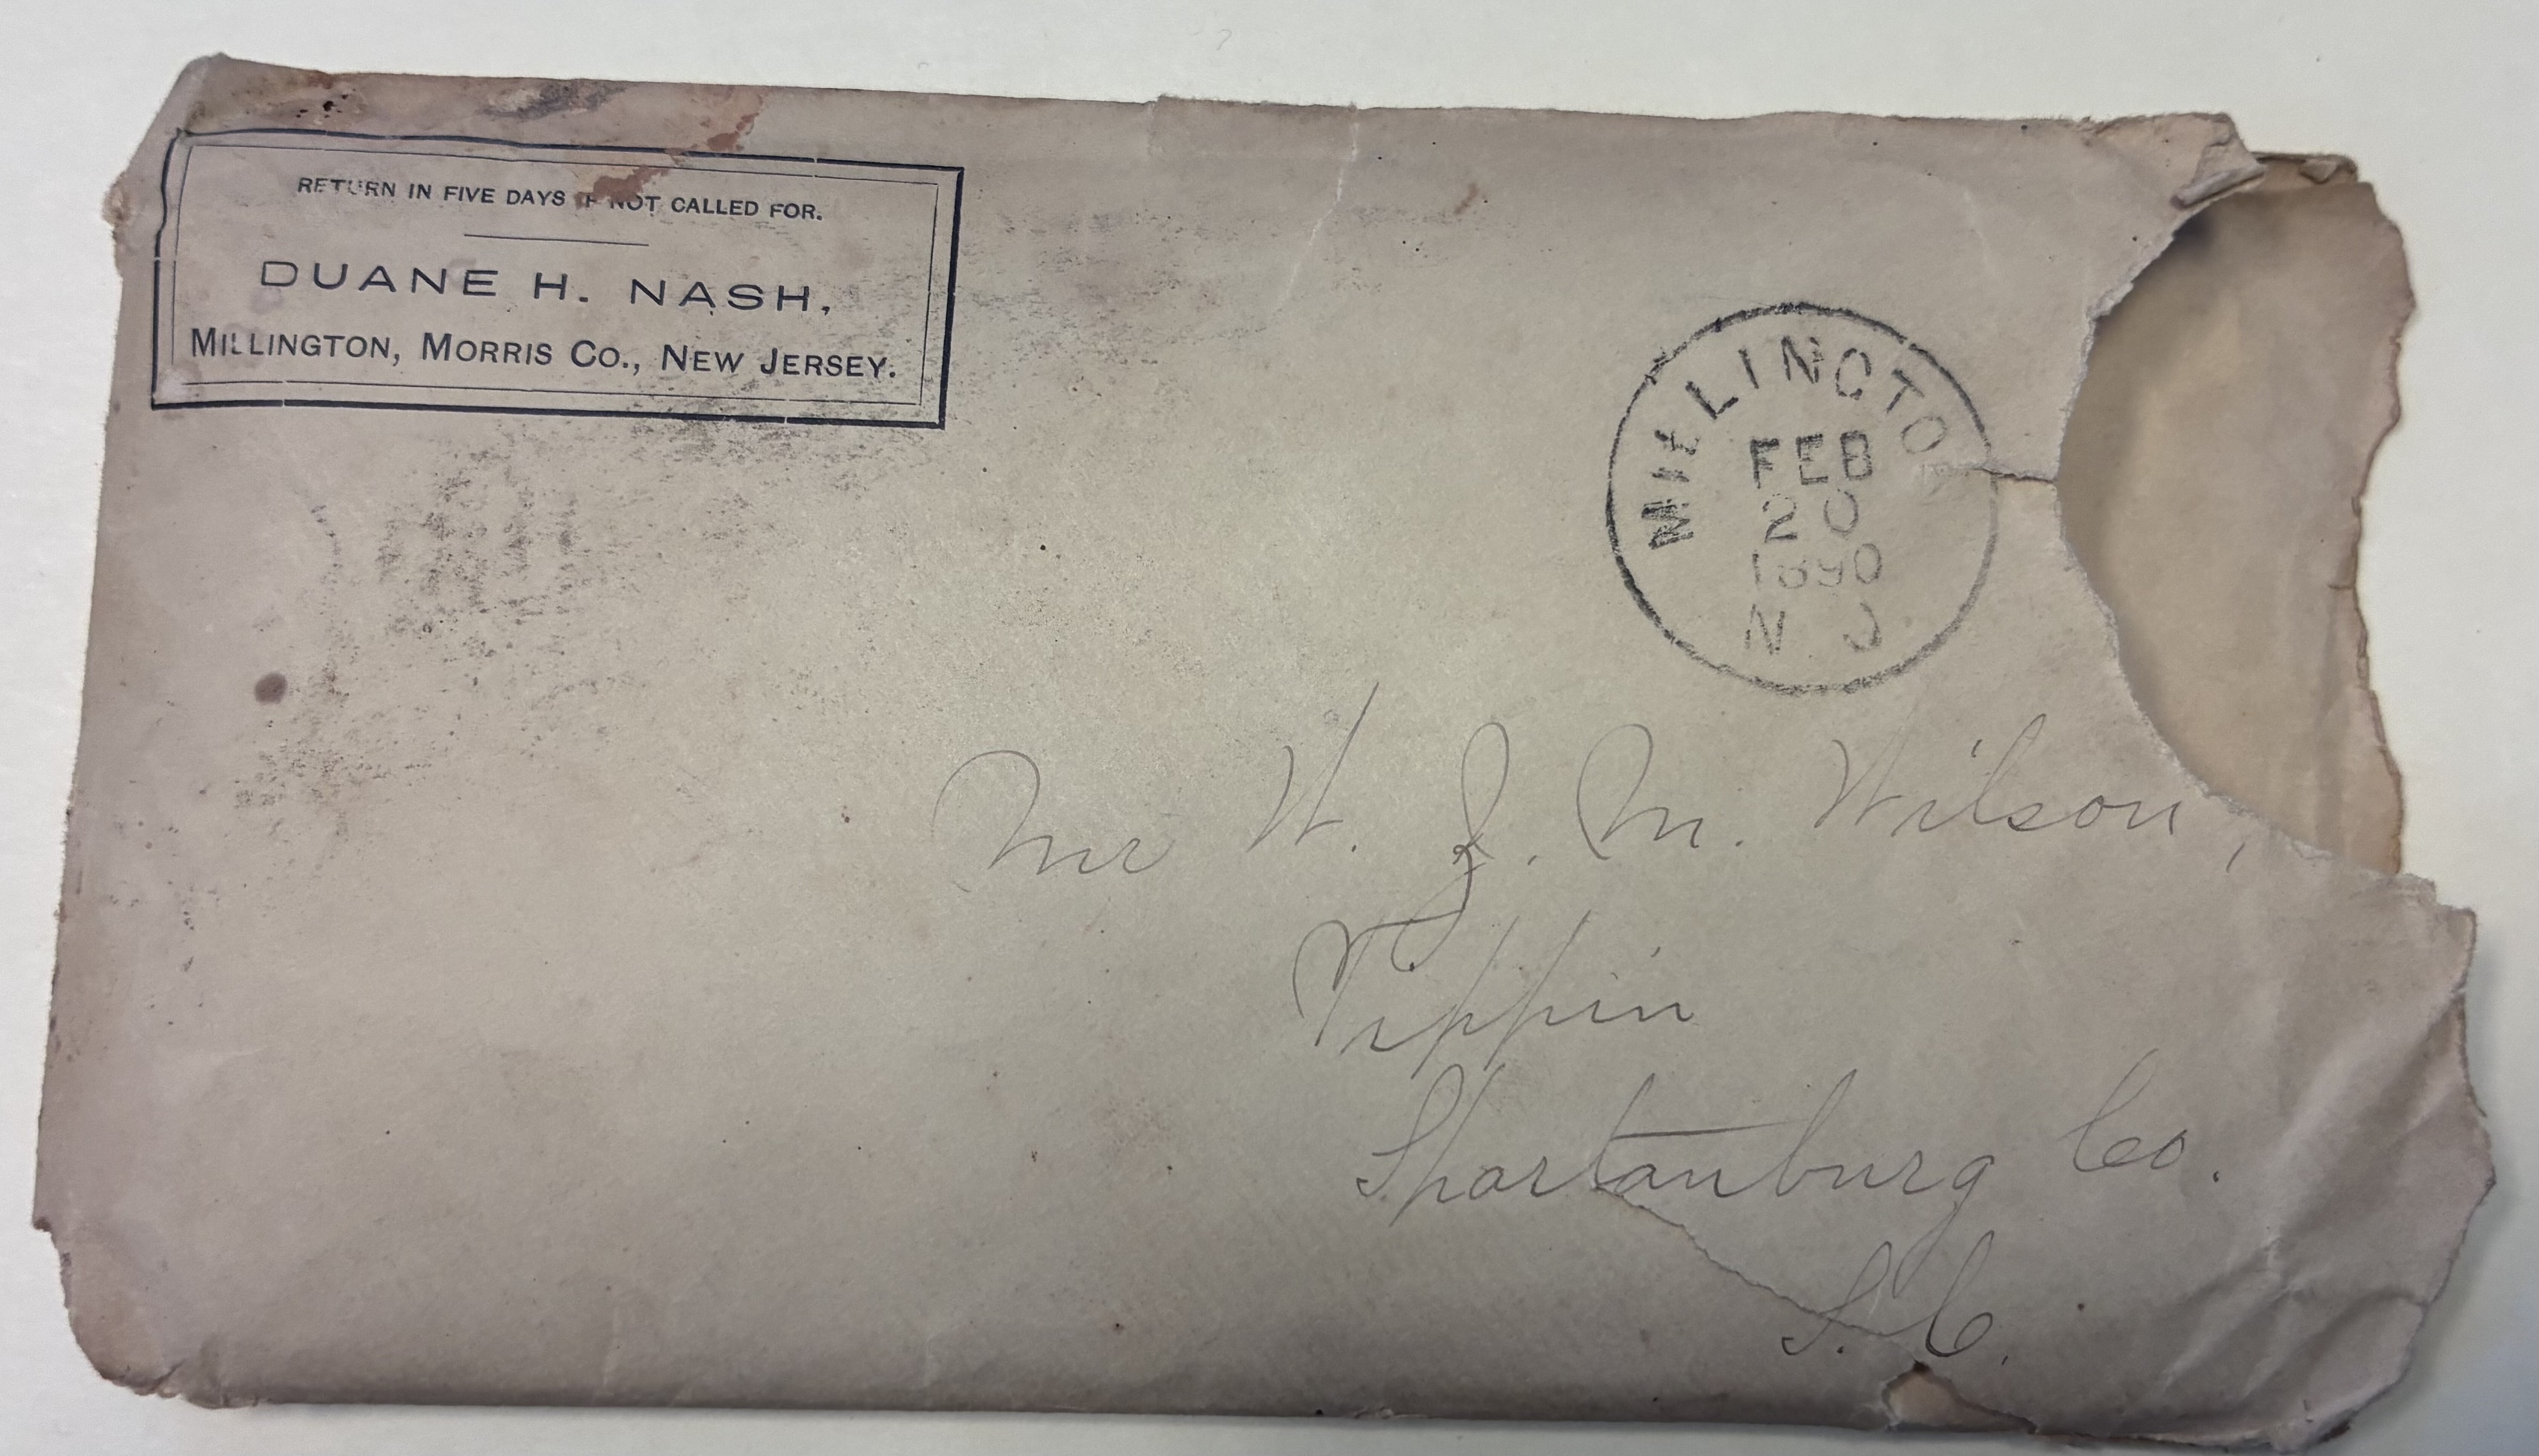 RETURN IN FIVE DAYS IF NOT CALLED FOR.
DUANE H. NASH,
MILLINGTON, MORRIS CO., NEW JERSEY.
MILLINGTON
FEB
20
1890
N J
Mr W. J. M. Wilson,
Tippin
Spartanburg Co.
S. C.